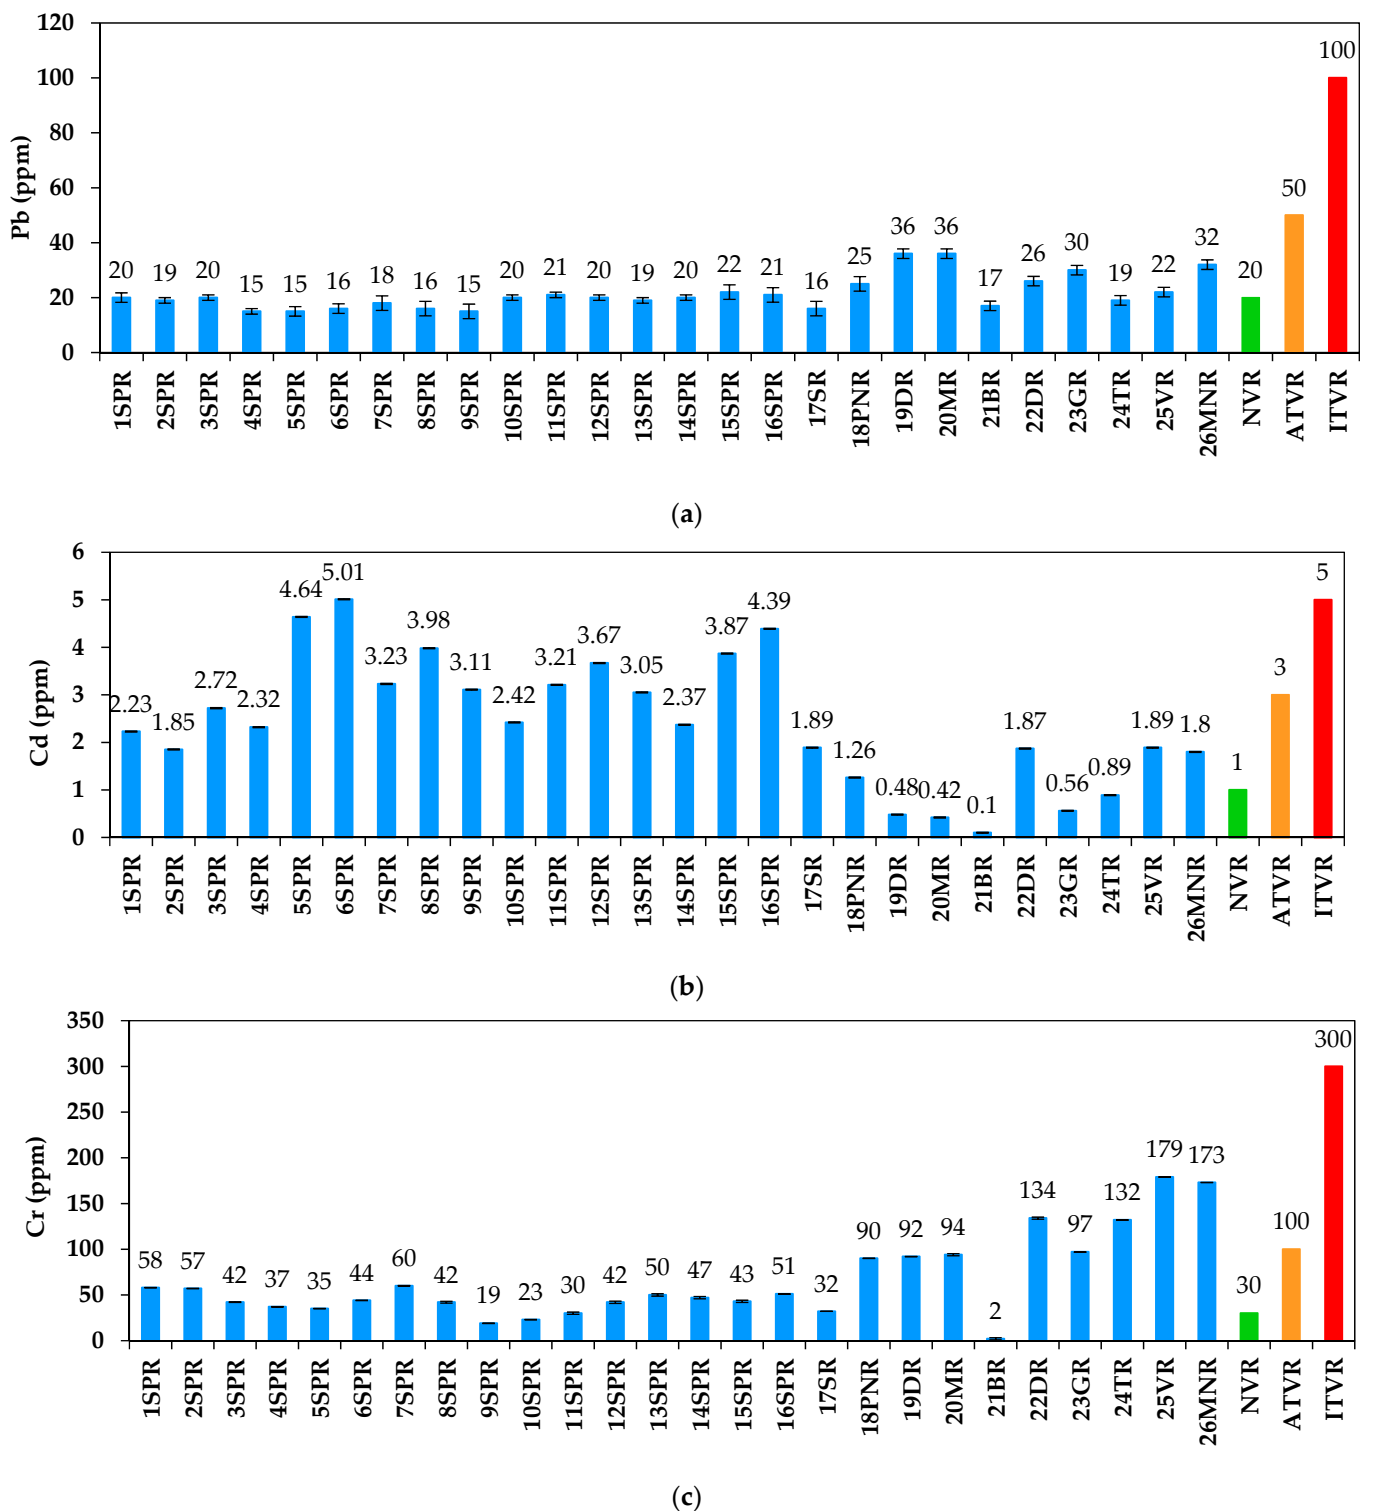 120
100
80
60
40
20
0
Pb (ppm)
20 19 20 15 15 16 18 16 15 20 21 20 19 20 22 21 16 25 36 36 17 26 30 19 22 32 20 50 100
1SPR 2SPR 3SPR 4SPR 5SPR 6SPR 7SPR 8SPR 9SPR 10SPR 11SPR 12SPR 13SPR 14SPR 15SPR 16SPR 17SR 18PNR 19DR 20MR 21BR 22DR 23GR 24TR 25VR 26MNR NVR ATVR ITVR
(a)
6
5
4
3
2
1
0
Cd (ppm)
2.23 1.85 2.72 2.32 4.64 5.01 3.23 3.98 3.11 2.42 3.21 3.67 3.05 2.37 3.87 4.39 1.89 1.26 0.48 0.42 0.1 1.87 0.56 0.89 1.89 1.8 1 3 5
1SPR 2SPR 3SPR 4SPR 5SPR 6SPR 7SPR 8SPR 9SPR 10SPR 11SPR 12SPR 13SPR 14SPR 15SPR 16SPR 17SR 18PNR 19DR 20MR 21BR 22DR 23GR 24TR 25VR 26MNR NVR ATVR ITVR
(b)
350
300
250
200
150
100
50
0
Cr (ppm)
58 57 42 37 35 44 60 42 19 23 30 42 50 47 43 51 32 90 92 94 2 134 97 132 179 173 30 100 300
1SPR 2SPR 3SPR 4SPR 5SPR 6SPR 7SPR 8SPR 9SPR 10SPR 11SPR 12SPR 13SPR 14SPR 15SPR 16SPR 17SR 18PNR 19DR 20MR 21BR 22DR 23GR 24TR 25VR 26MNR NVR ATVR ITVR
(c)